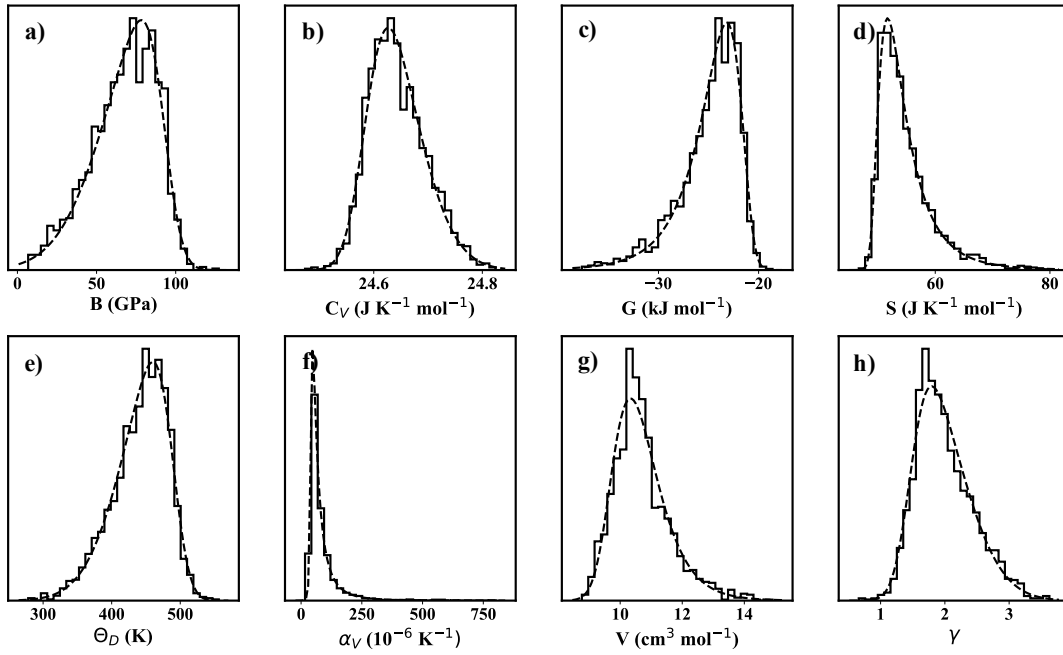 a) b) c) d)
0 50 100 24.6 24.8 −30 −20 60 80
B (GPa) C_V (J K⁻¹ mol⁻¹) G (kJ mol⁻¹) S (J K⁻¹ mol⁻¹)
e) f) g) h)
300 400 500 0 250 500 750 10 12 14 1 2 3
Θ_D (K) α_V (10⁻⁶ K⁻¹) V (cm³ mol⁻¹) γ